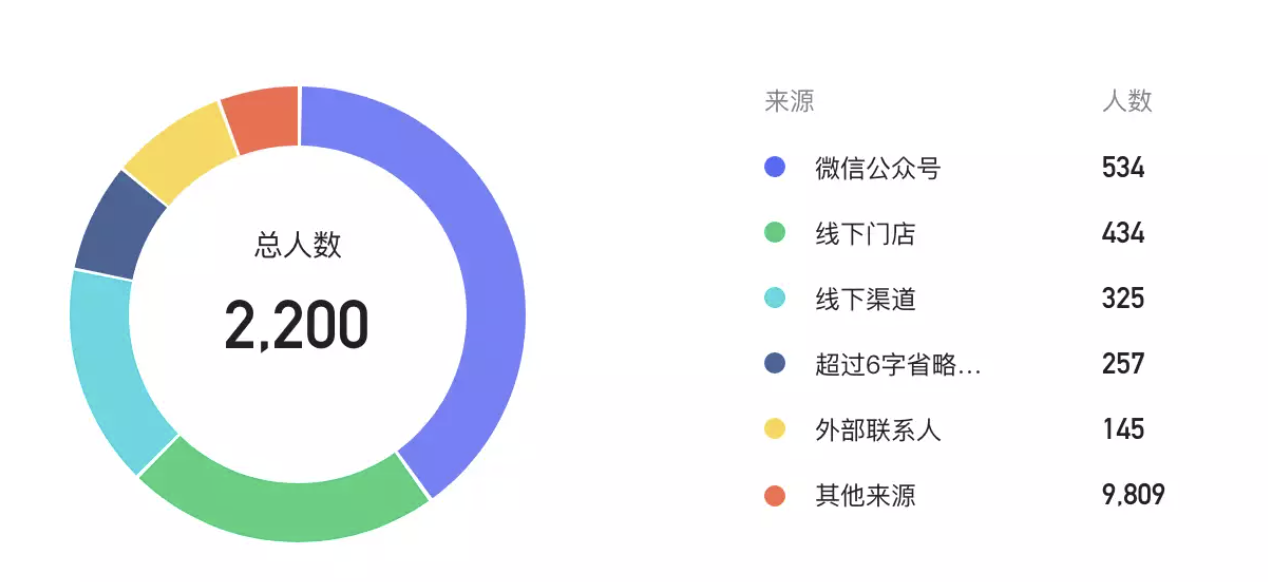 总人数
2,200
来源 人数
微信公众号 534
线下门店 434
线下渠道 325
超过6字省略... 257
外部联系人 145
其他来源 9,809